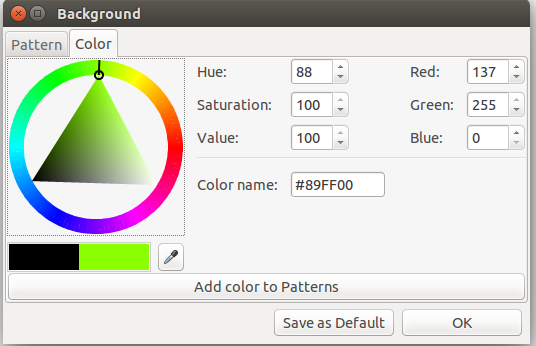 Background
Pattern Color
Hue: 88 Red: 137
Saturation: 100 Green: 255
Value: 100 Blue: 0
Color name: #89FF00
Add color to Patterns
Save as Default OK